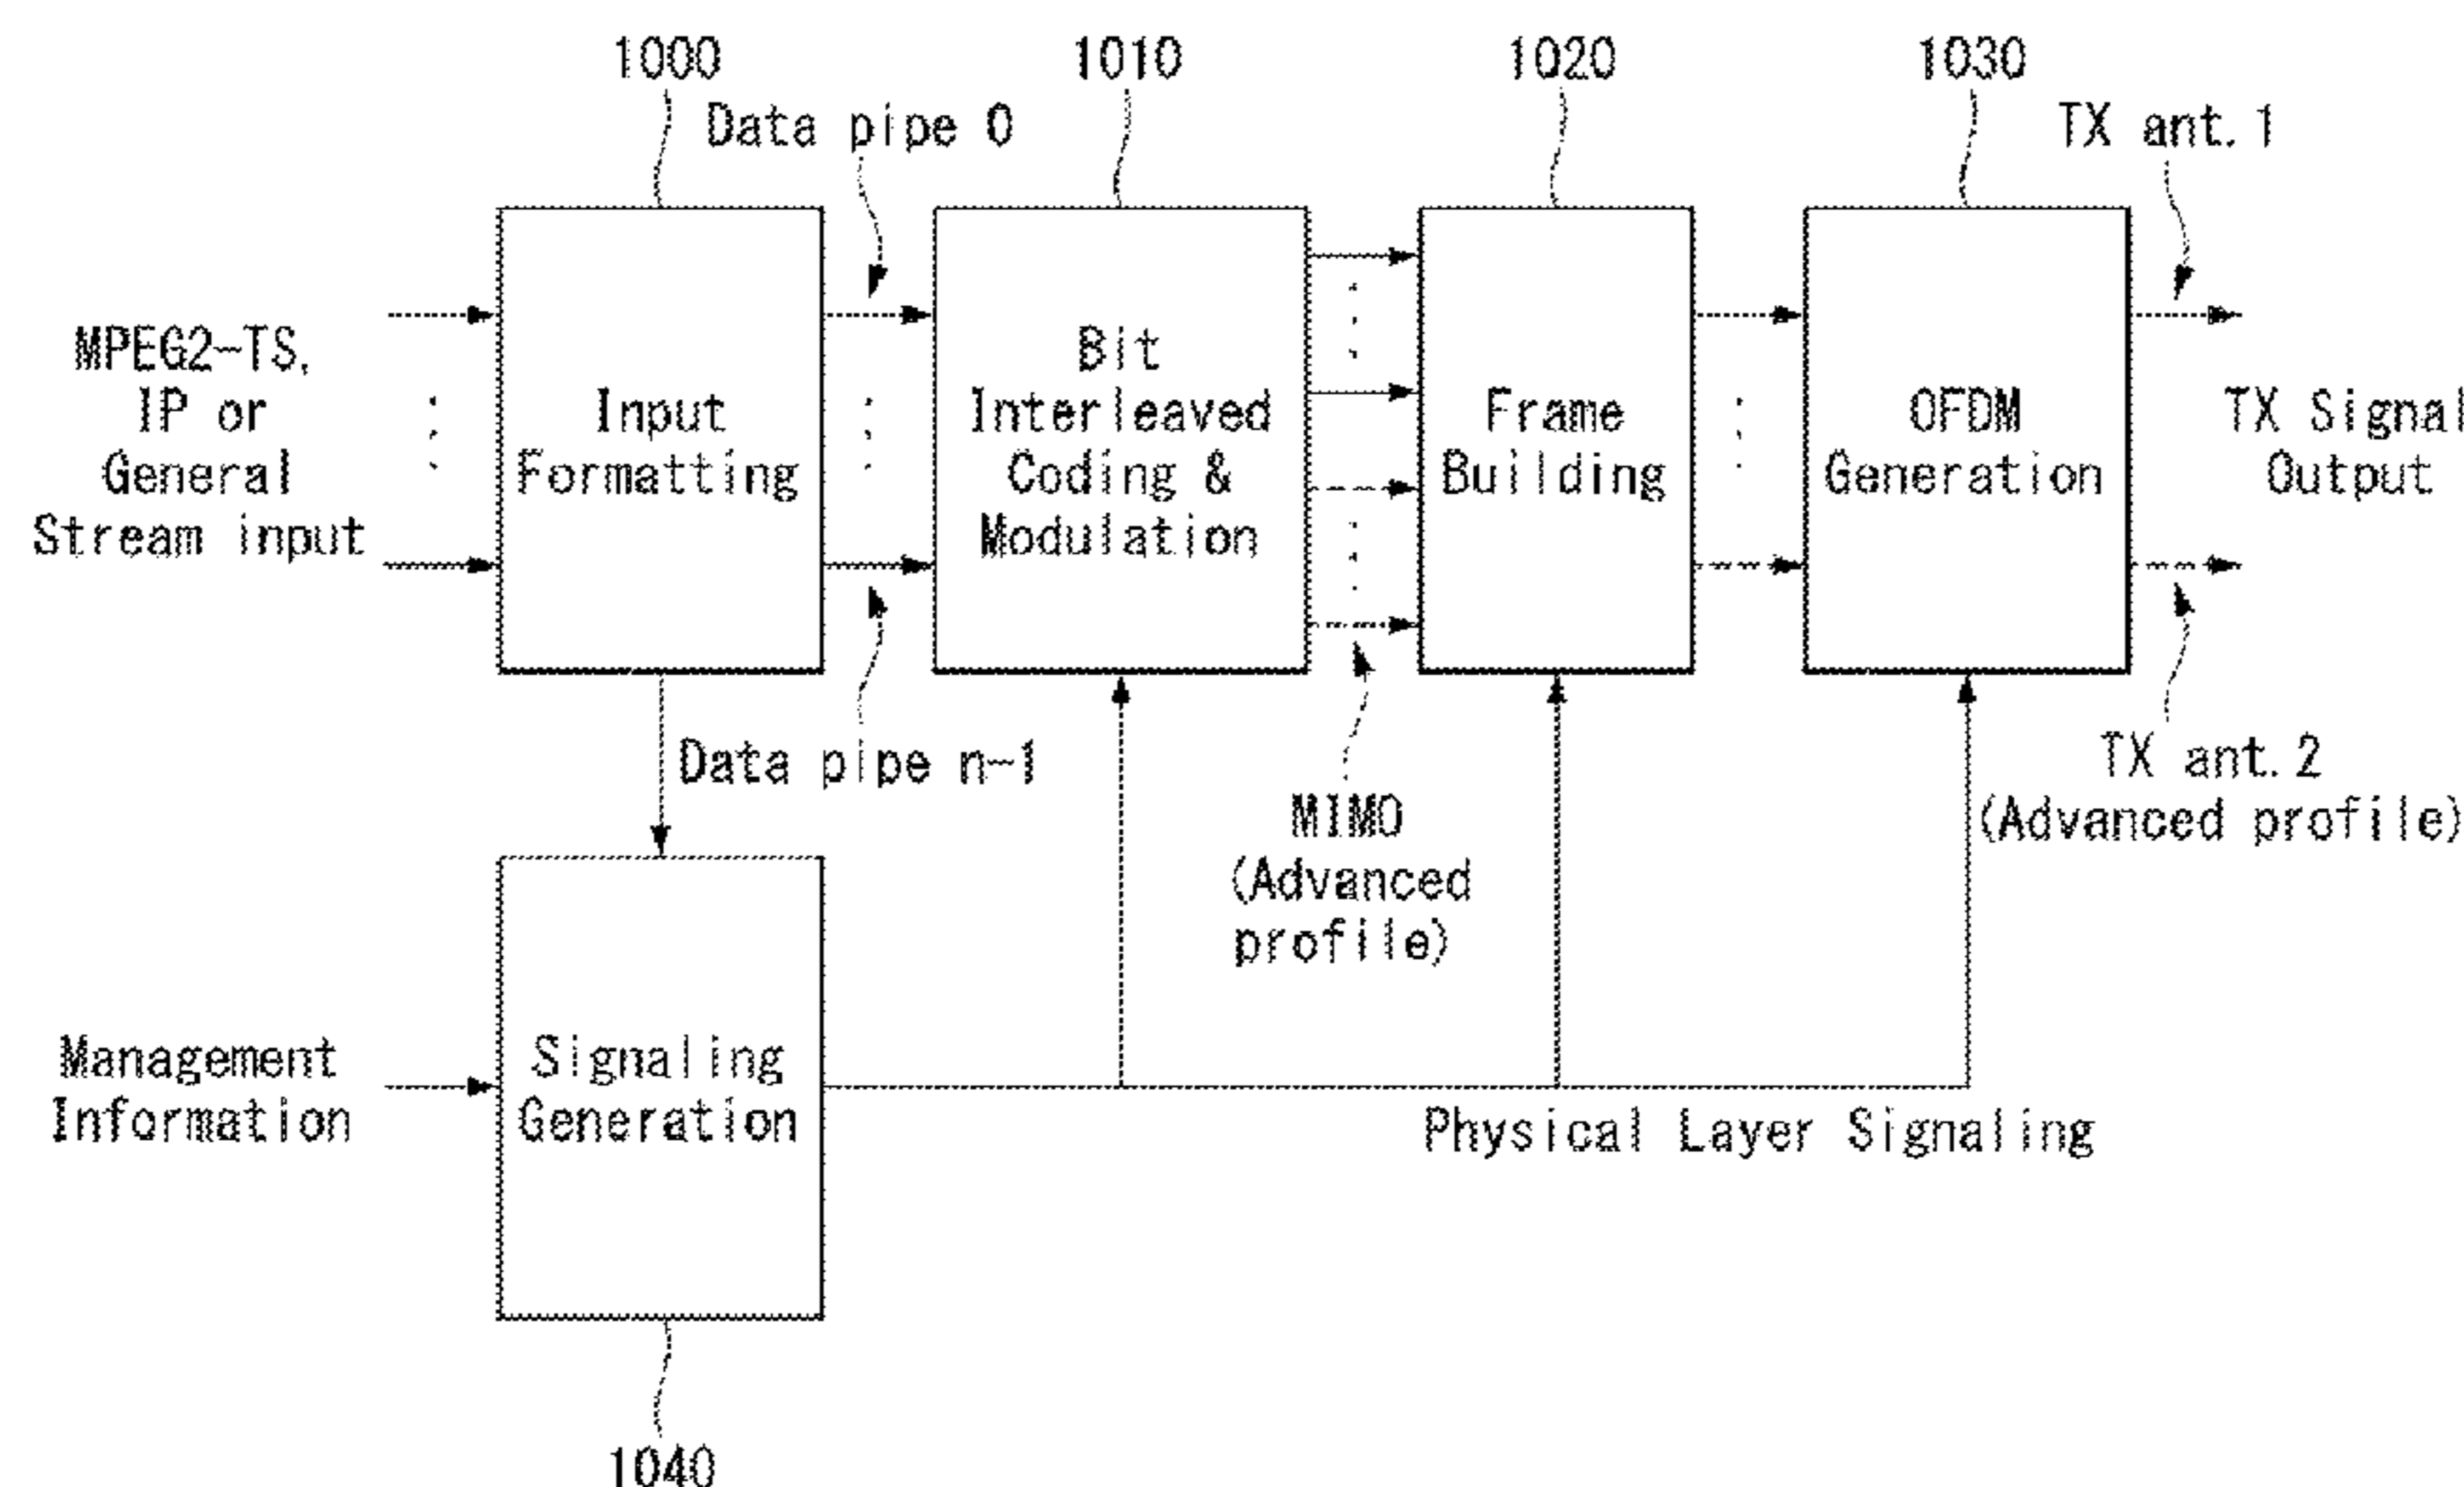 1000
1010
1020
1030
Data pipe 0
TX ant.1
MPEG2-TS,
IP or
General
Stream input
Input
Formatting
Bit
Interleaved
Coding &
Modulation
Frame
Building
OFDM
Generation
TX Signal
Output
Data pipe n-1
MIMO
(Advanced
profile)
TX ant.2
(Advanced profile)
Management
Information
Signaling
Generation
Physical Layer Signaling
1040